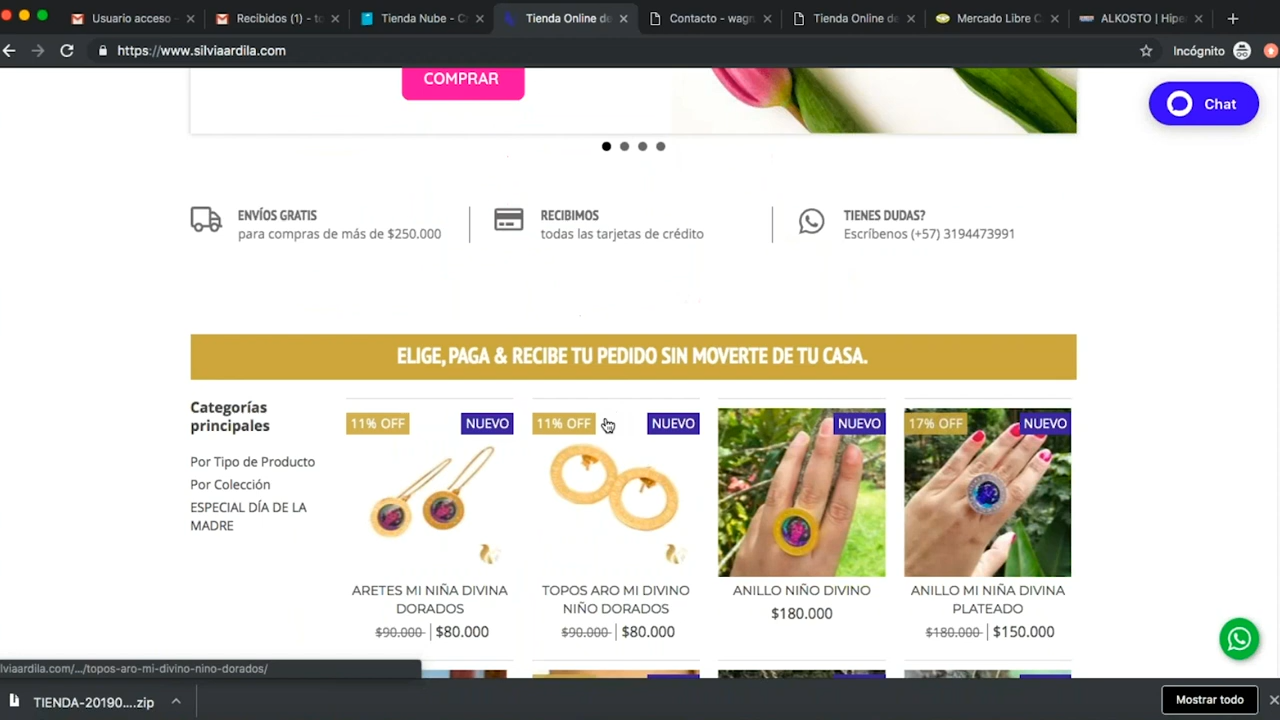 Usuario acceso -
Recibidos (1) - to
Tienda Nube - C
Tienda Online de
Contacto - wagn
Tienda Online de
Mercado Libre C
ALKOSTO | Hipe
https://www.silviaardila.com
Incógnito
COMPRAR
Chat
ENVÍOS GRATIS
para compras de más de $250.000
RECIBIMOS
todas las tarjetas de crédito
TIENES DUDAS?
Escríbenos (+57) 3194473991
ELIGE, PAGA & RECIBE TU PEDIDO SIN MOVERTE DE TU CASA.
Categorías
principales
Por Tipo de Producto
Por Colección
ESPECIAL DÍA DE LA
MADRE
11% OFF
NUEVO
ARETES MI NIÑA DIVINA
DORADOS
$90.000 $80.000
11% OFF
NUEVO
TOPOS ARO MI DIVINO
NIÑO DORADOS
$90.000 $80.000
NUEVO
ANILLO NIÑO DIVINO
$180.000
17% OFF
NUEVO
ANILLO MI NIÑA DIVINA
PLATEADO
$180.000 $150.000
lviaardila.com/.../topos-aro-mi-divino-nino-dorados/
TIENDA-20190....zip
Mostrar todo